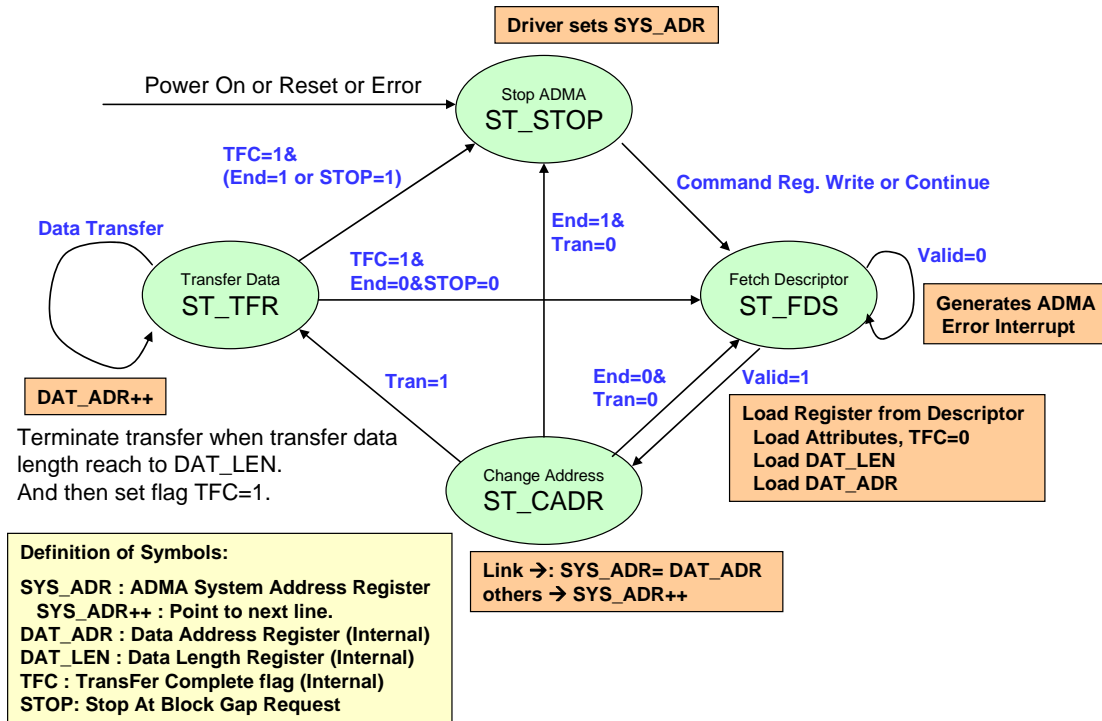 Driver sets SYS_ADR
Power On or Reset or Error
Stop ADMA
ST_STOP
TFC=1&
(End=1 or STOP=1)
Command Reg. Write or Continue
End=1&
Tran=0
Data Transfer
TFC=1&
End=0&STOP=0
Valid=0
Transfer Data
ST_TFR
Fetch Descriptor
ST_FDS
Generates ADMA
Error Interrupt
DAT_ADR++
Tran=1
End=0&
Tran=0
Valid=1
Terminate transfer when transfer data
length reach to DAT_LEN.
And then set flag TFC=1.
Load Register from Descriptor
Load Attributes, TFC=0
Load DAT_LEN
Load DAT_ADR
Change Address
ST_CADR
Link →: SYS_ADR= DAT_ADR
others → SYS_ADR++
Definition of Symbols:
SYS_ADR : ADMA System Address Register
SYS_ADR++ : Point to next line.
DAT_ADR : Data Address Register (Internal)
DAT_LEN : Data Length Register (Internal)
TFC : TransFer Complete flag (Internal)
STOP: Stop At Block Gap Request